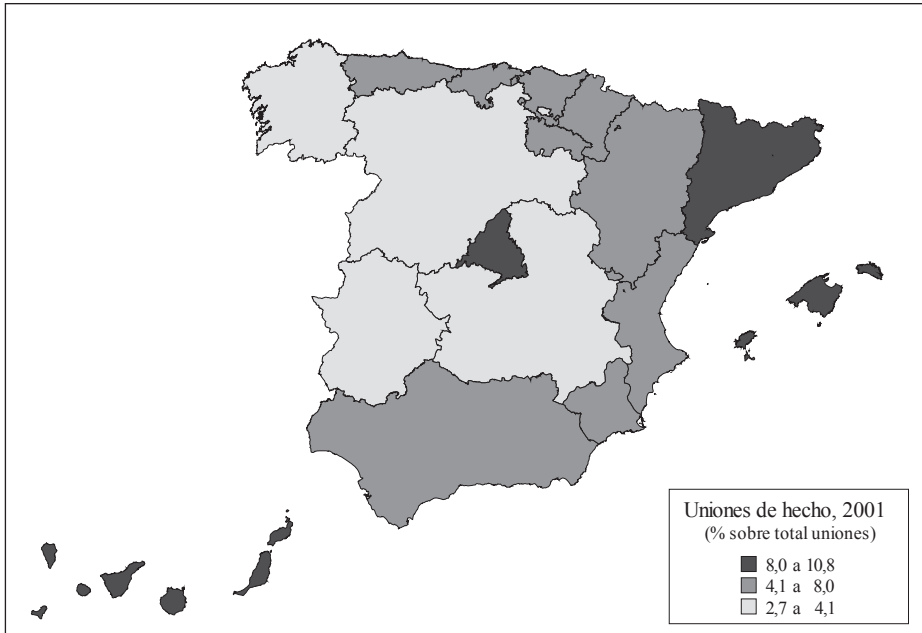 Uniones de hecho, 2001
(% sobre total uniones)
8,0 a 10,8
4,1 a 8,0
2,7 a 4,1